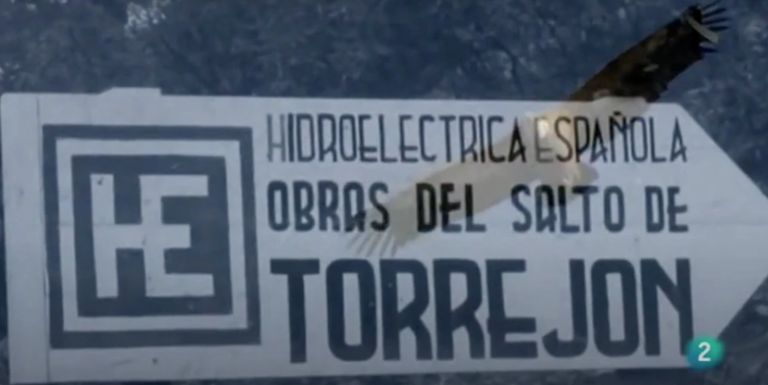 HE
HIDROELECTRICA ESPAÑOLA
OBRAS DEL SALTO DE
TORREJON
2